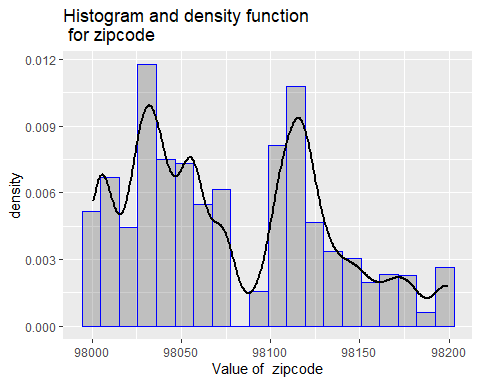 Histogram and density function
for zipcode
0.012
0.009
0.006
0.003
0.000
density
98000 98050 98100 98150 98200
Value of  zipcode